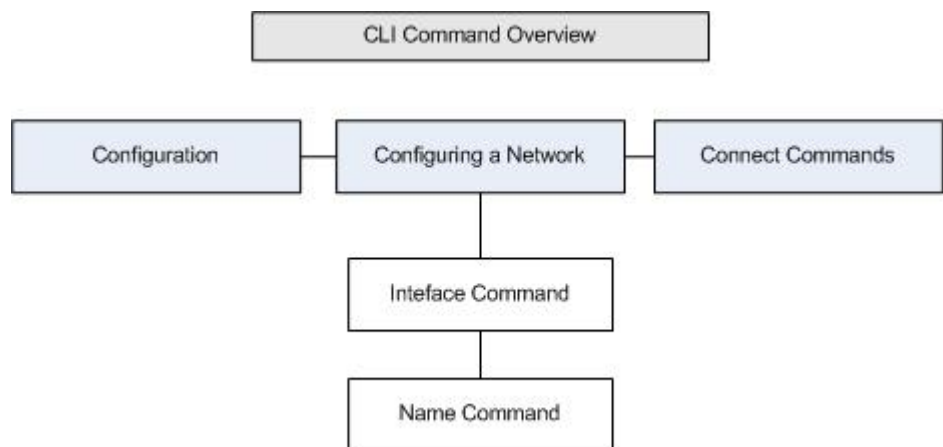 CLI Command Overview
Configuration
Configuring a Network
Connect Commands
Inteface Command
Name Command